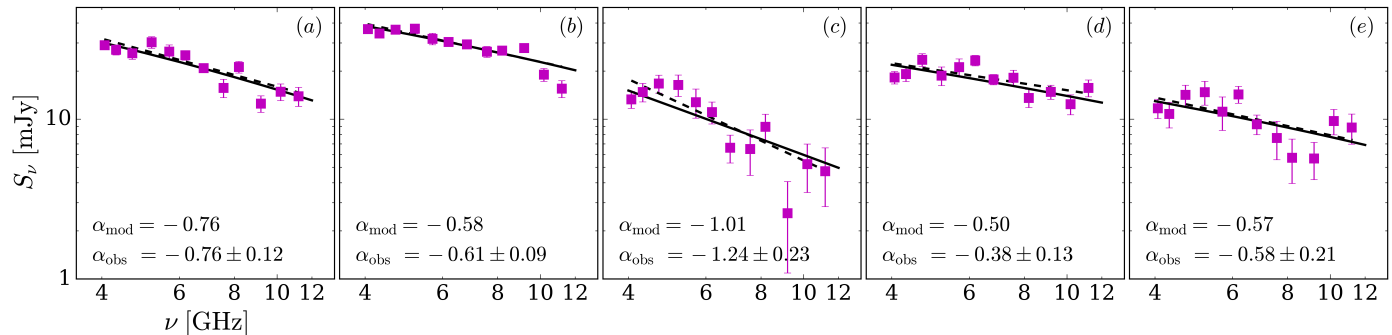 (a) (b) (c) (d) (e)
10
1
S_ν [mJy]
α_mod = −0.76
α_obs = −0.76 ± 0.12
α_mod = −0.58
α_obs = −0.61 ± 0.09
α_mod = −1.01
α_obs = −1.24 ± 0.23
α_mod = −0.50
α_obs = −0.38 ± 0.13
α_mod = −0.57
α_obs = −0.58 ± 0.21
4 6 8 10 12 4 6 8 10 12 4 6 8 10 12 4 6 8 10 12 4 6 8 10 12
ν [GHz]